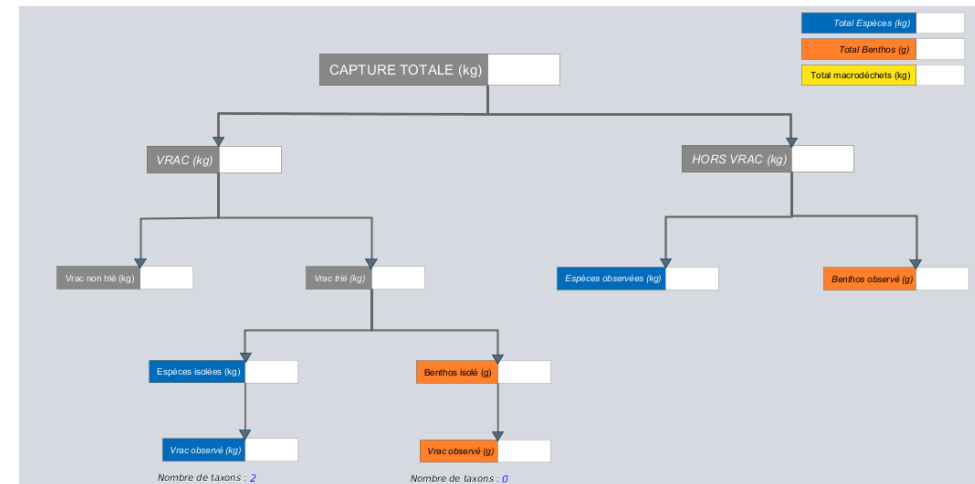 Total Espèces (kg)
Total Benthos (g)
Total macrodéchets (kg)
CAPTURE TOTALE (kg)
VRAC (kg)
HORS VRAC (kg)
Vrac non trié (kg)
Vrac trié (kg)
Espèces observées (kg)
Benthos observé (g)
Espèces isolées (kg)
Benthos isolé (g)
Vrac observé (kg)
Vrac observé (g)
Nombre de taxons : 2
Nombre de taxons : 0